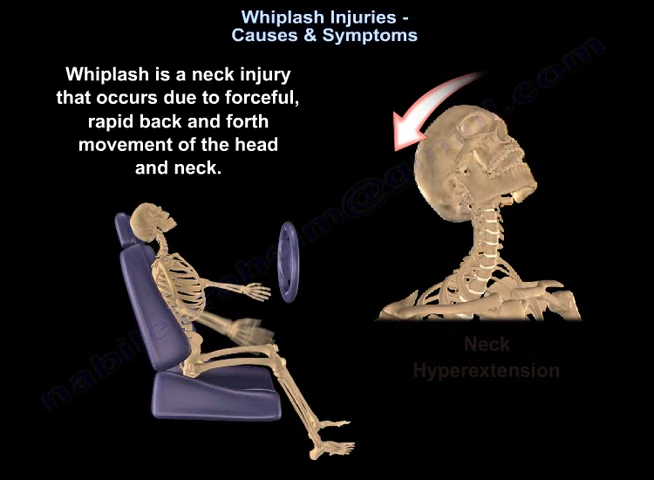 Whiplash Injuries -
Causes & Symptoms
Whiplash is a neck injury
that occurs due to forceful,
rapid back and forth
movement of the head
and neck.
Neck
Hyperextension